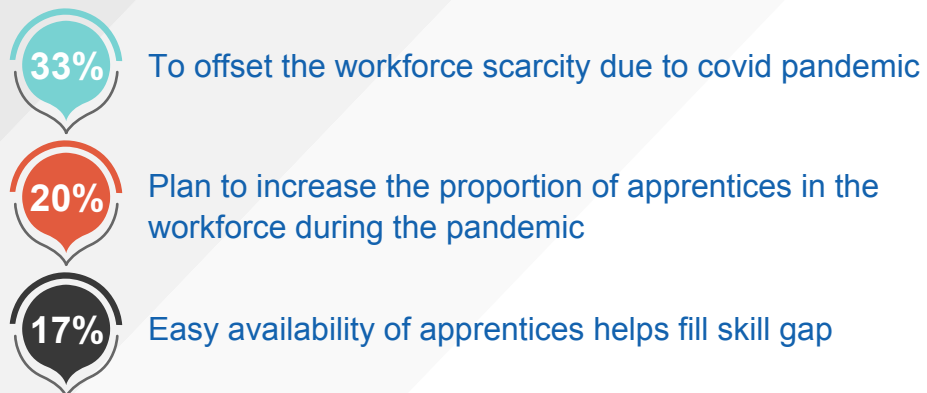 33%
To offset the workforce scarcity due to covid pandemic
20%
Plan to increase the proportion of apprentices in the
workforce during the pandemic
17%
Easy availability of apprentices helps fill skill gap